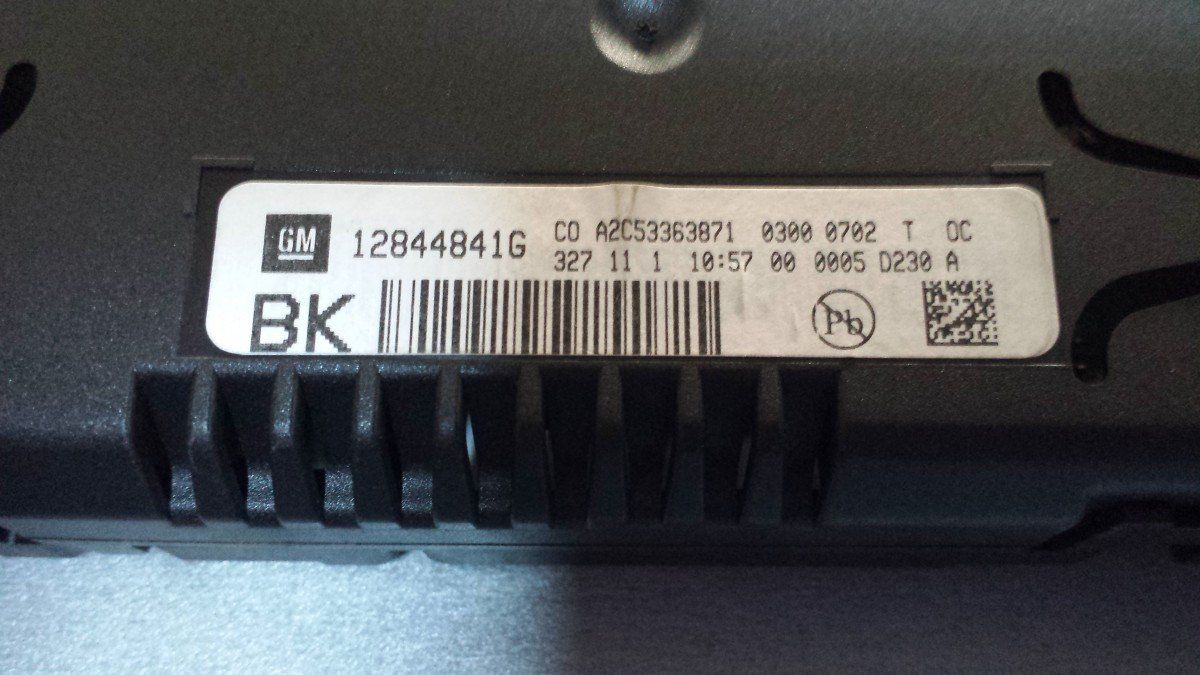 GM 12844841G CO A2C53363871 0300 0702 T OC
327 11 1 10:57 00 0005 D230 A
BK Pb